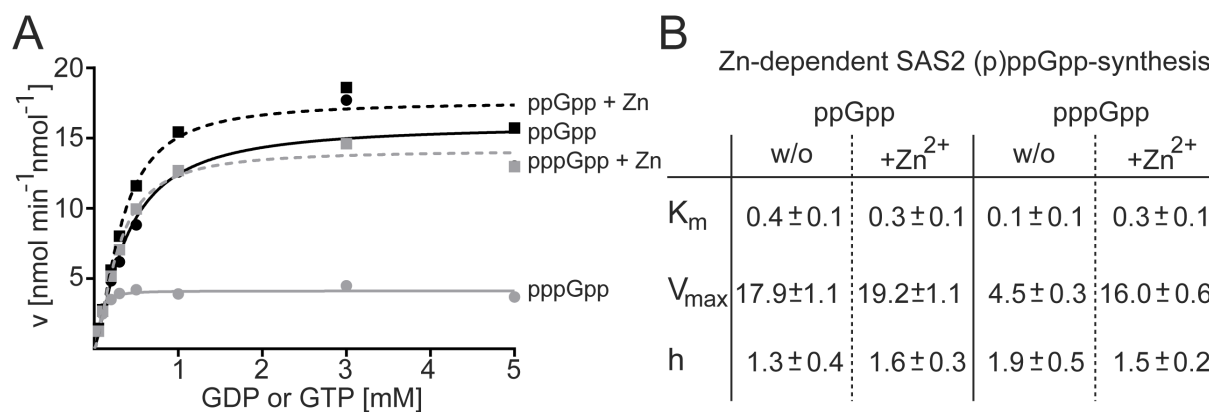 A
v [nmol min⁻¹nmol⁻¹]
20
15
10
5
1
2
3
4
5
GDP or GTP [mM]
ppGpp + Zn
ppGpp
pppGpp + Zn
pppGpp
B
Zn-dependent SAS2 (p)ppGpp-synthesis
ppGpp pppGpp
w/o +Zn²⁺ w/o +Zn²⁺
Kₘ 0.4±0.1 0.3±0.1 0.1±0.1 0.3±0.1
Vmax 17.9±1.1 19.2±1.1 4.5±0.3 16.0±0.6
h 1.3±0.4 1.6±0.3 1.9±0.5 1.5±0.2